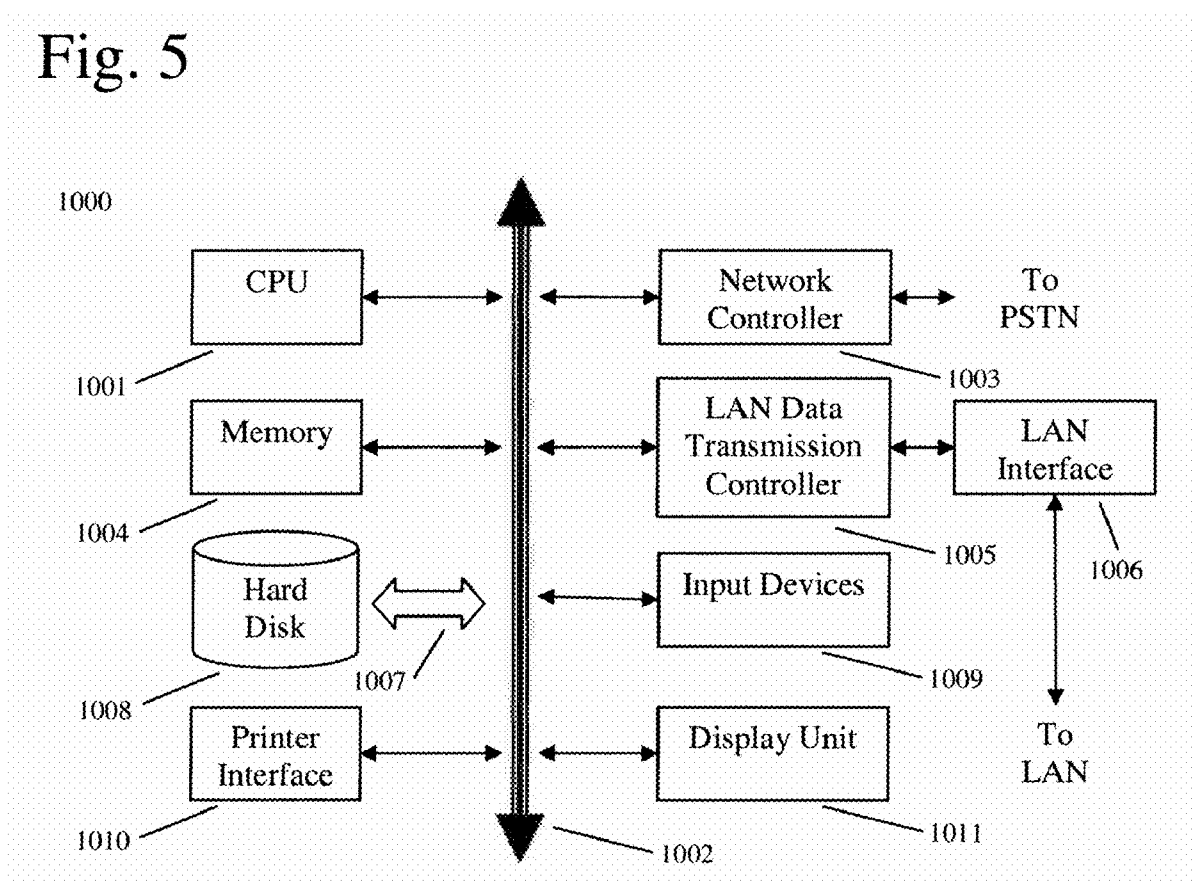 Fig. 5
1000
CPU
Network
Controller
To
PSTN
1001
1003
Memory
LAN Data
Transmission
Controller
LAN
Interface
1004
1005
1006
Hard
Disk
1007
Input Devices
1008
1009
Printer
Interface
Display Unit
To
LAN
1010
1002
1011